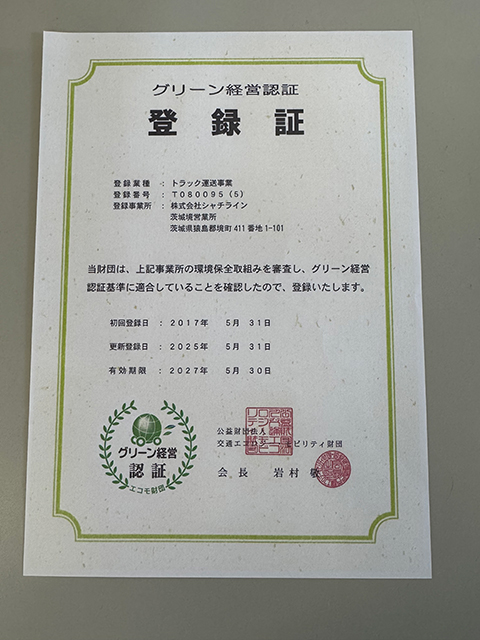 グリーン経営認証
登録証
登録業種 : トラック運送事業
登録番号 : T080095(5)
登録事業所 : 株式会社シャチライン
茨城境営業所
茨城県猿島郡境町411番地1-101
当財団は、上記事業所の環境保全取組みを審査し、グリーン経営
認証基準に適合していることを確認したので、登録いたします。
初回登録日 : 2017年 5月 31日
更新登録日 : 2025年 5月 31日
有効期限 : 2027年 5月 30日
グリーン経営
認証
エコモ財団
公益財団法人
交通エコロジー・モビリティ財団
会長 岩村 敬